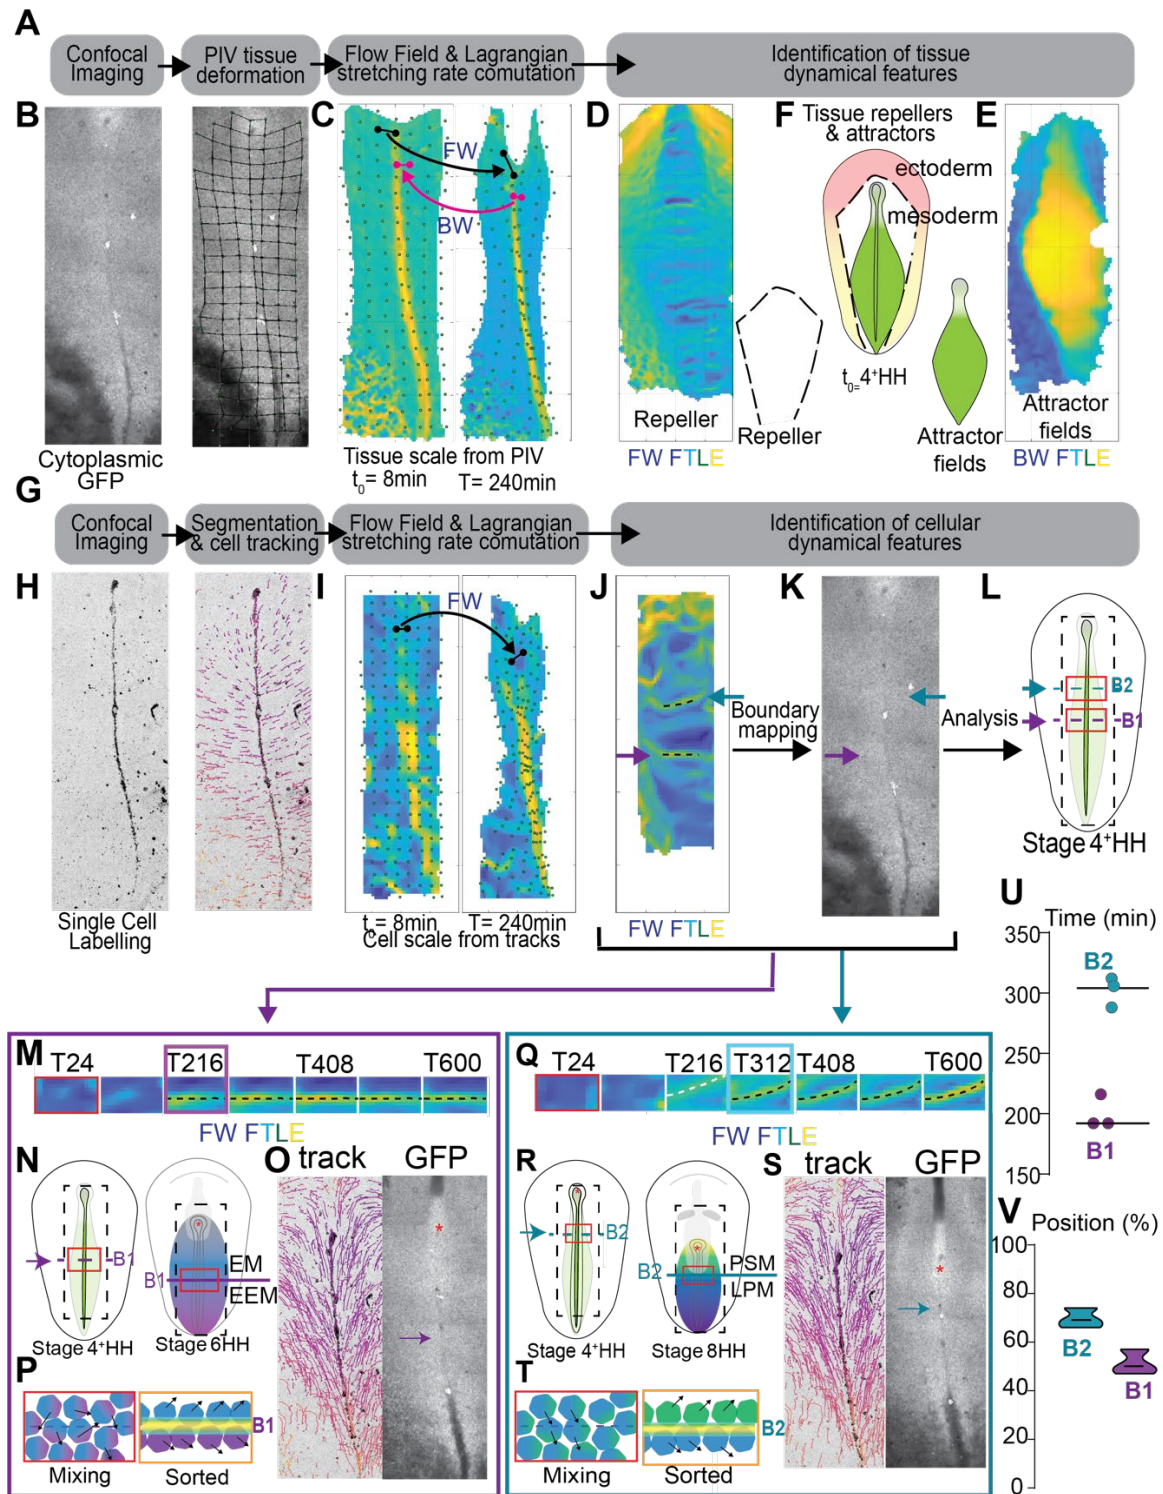 A
Confocal
Imaging
PIV tissue
deformation
Flow Field & Lagrangian
stretching rate comutation
Identification of tissue
dynamical features
B
C
D
F
E
FW
BW
Tissue repellers
& attractors
ectoderm
mesoderm
t0=4+HH
Repeller
Repeller
Attractor
fields
Attractor
fields
Cytoplasmic
GFP
Tissue scale from PIV
t0= 8min
T= 240min
FW FTLE
BW FTLE
G
Confocal
Imaging
Segmentation
& cell tracking
Flow Field & Lagrangian
stretching rate comutation
Identification of cellular
dynamical features
H
I
J
K
L
FW
Boundary
mapping
Analysis
B2
B1
Stage 4+HH
Single Cell
Labelling
t0= 8min
T= 240min
Cell scale from tracks
FW FTLE
U
Time (min)
350
300
250
200
150
B2
B1
M
T24
T216
T408
T600
FW FTLE
N
B1
B1
EM
EEM
Stage 4+HH
Stage 6HH
O
track
GFP
*
*
P
B1
Mixing
Sorted
Q
T24
T216
T312
T408
T600
FW FTLE
R
B2
B2
PSM
LPM
Stage 4+HH
Stage 8HH
*
*
S
track
GFP
*
T
B2
Mixing
Sorted
V
Position (%)
100
80
60
40
20
0
B2
B1